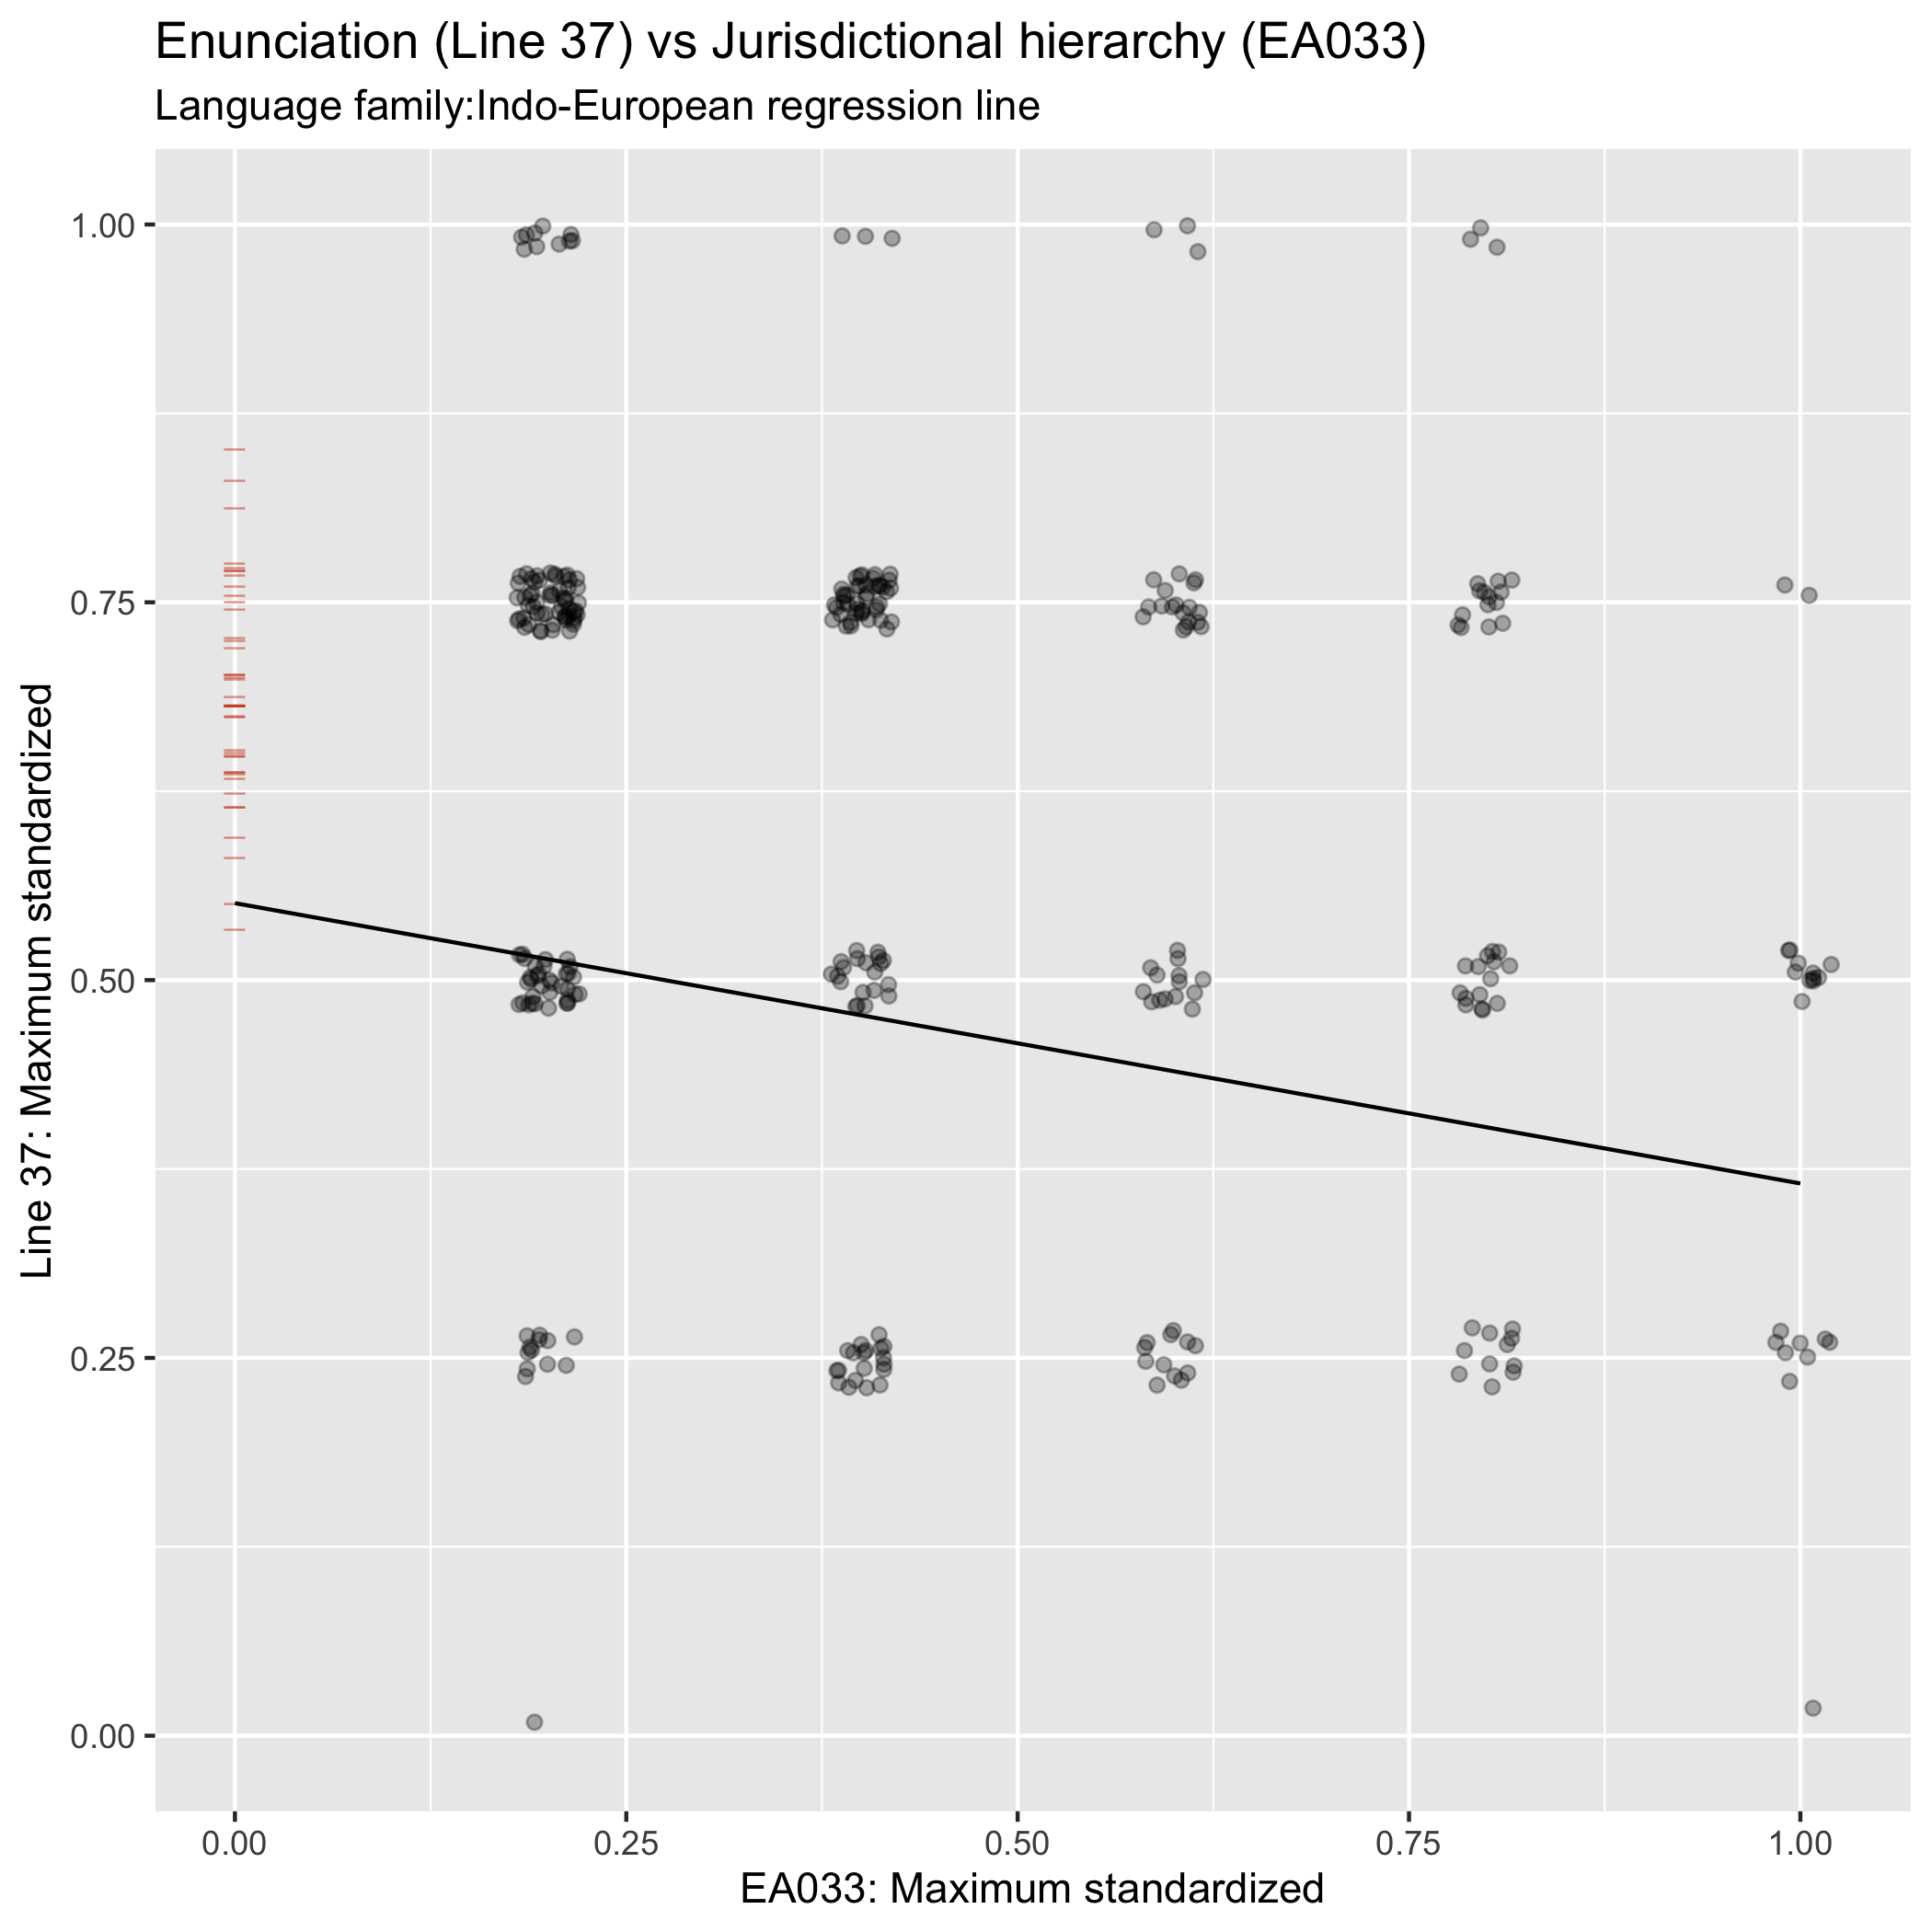 Enunciation (Line 37) vs Jurisdictional hierarchy (EA033)
Language family:Indo-European regression line
1.00
0.75
0.50
0.25
0.00
Line 37: Maximum standardized
0.00 0.25 0.50 0.75 1.00
EA033: Maximum standardized